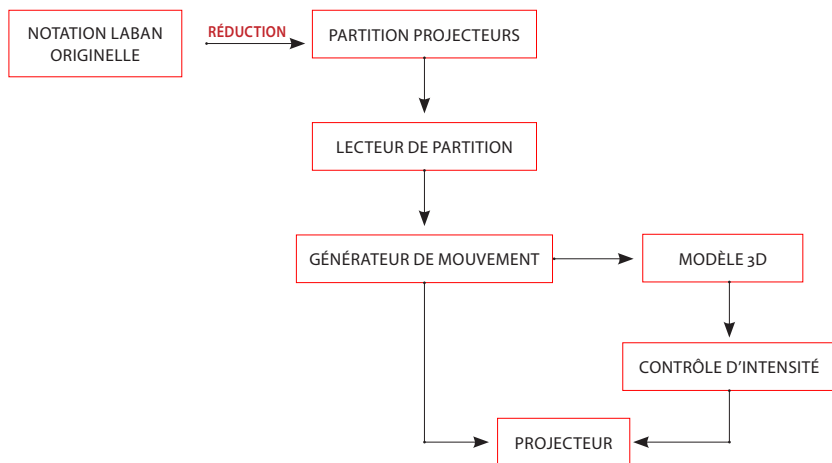 NOTATION LABAN
ORIGINELLE
RÉDUCTION
PARTITION PROJECTEURS
LECTEUR DE PARTITION
GÉNÉRATEUR DE MOUVEMENT
MODÈLE 3D
CONTRÔLE D'INTENSITÉ
PROJECTEUR